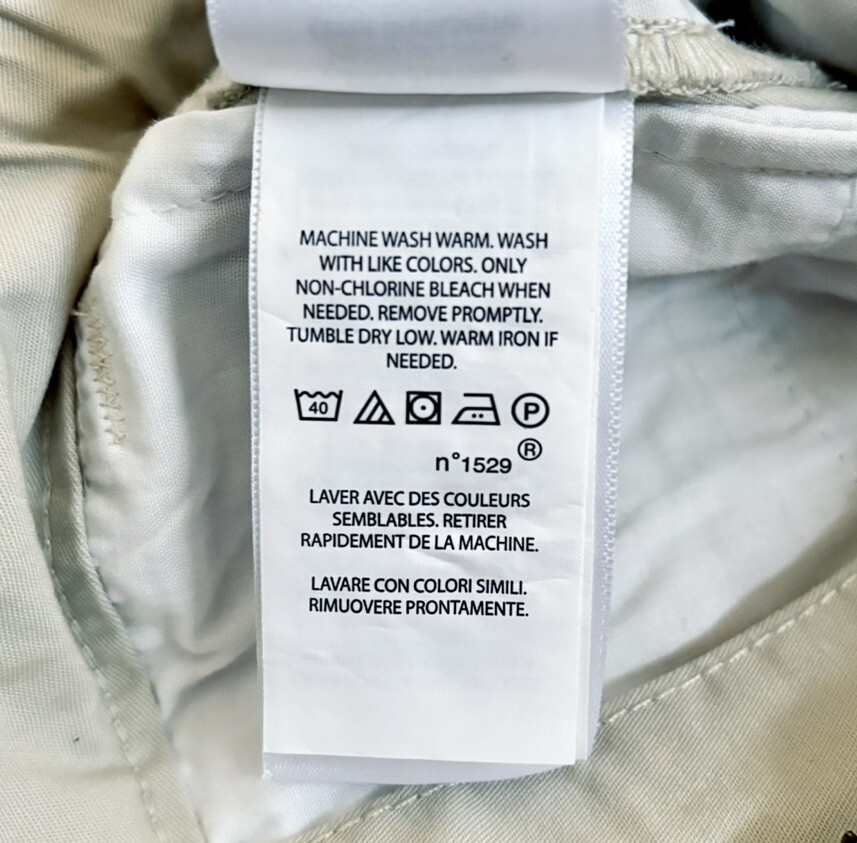 MACHINE WASH WARM. WASH
WITH LIKE COLORS. ONLY
NON-CHLORINE BLEACH WHEN
NEEDED. REMOVE PROMPTLY.
TUMBLE DRY LOW. WARM IRON IF
NEEDED.
40 P
n°1529®
LAVER AVEC DES COULEURS
SEMBLABLES. RETIRER
RAPIDEMENT DE LA MACHINE.
LAVARE CON COLORI SIMILI.
RIMUOVERE PRONTAMENTE.